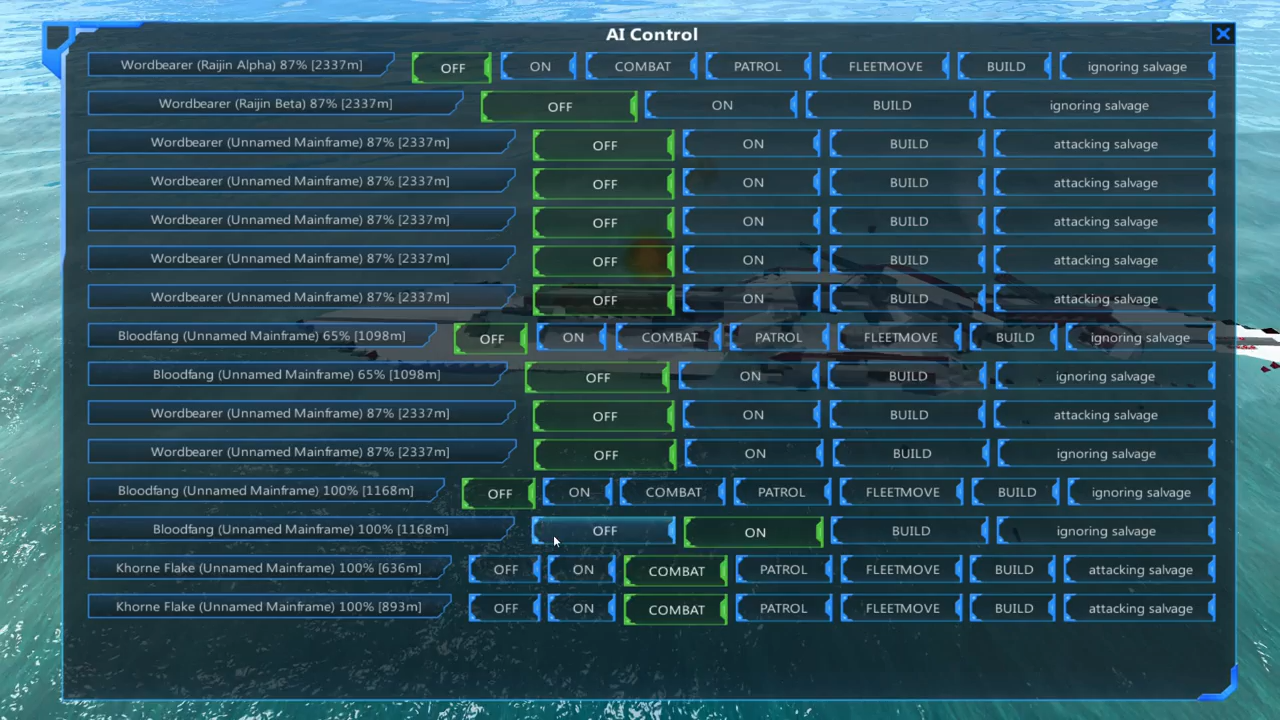 AI Control
Wordbearer (Raijin Alpha) 87% [2337m] OFF ON COMBAT PATROL FLEETMOVE BUILD ignoring salvage
Wordbearer (Raijin Beta) 87% [2337m] OFF ON BUILD ignoring salvage
Wordbearer (Unnamed Mainframe) 87% [2337m] OFF ON BUILD attacking salvage
Wordbearer (Unnamed Mainframe) 87% [2337m] OFF ON BUILD attacking salvage
Wordbearer (Unnamed Mainframe) 87% [2337m] OFF ON BUILD attacking salvage
Wordbearer (Unnamed Mainframe) 87% [2337m] OFF ON BUILD attacking salvage
Wordbearer (Unnamed Mainframe) 87% [2337m] OFF ON BUILD attacking salvage
Bloodfang (Unnamed Mainframe) 65% [1098m] OFF ON COMBAT PATROL FLEETMOVE BUILD ignoring salvage
Bloodfang (Unnamed Mainframe) 65% [1098m] OFF ON BUILD ignoring salvage
Wordbearer (Unnamed Mainframe) 87% [2337m] OFF ON BUILD attacking salvage
Wordbearer (Unnamed Mainframe) 87% [2337m] OFF ON BUILD ignoring salvage
Bloodfang (Unnamed Mainframe) 100% [1168m] OFF ON COMBAT PATROL FLEETMOVE BUILD ignoring salvage
Bloodfang (Unnamed Mainframe) 100% [1168m] OFF ON BUILD ignoring salvage
Khorne Flake (Unnamed Mainframe) 100% [636m] OFF ON COMBAT PATROL FLEETMOVE BUILD attacking salvage
Khorne Flake (Unnamed Mainframe) 100% [893m] OFF ON COMBAT PATROL FLEETMOVE BUILD attacking salvage